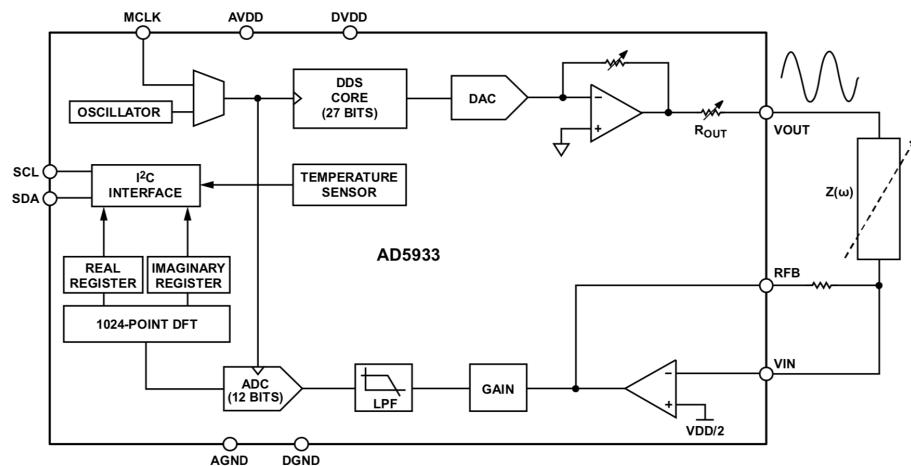 MCLK
AVDD
DVDD
OSCILLATOR
DDS
CORE
(27 BITS)
DAC
ROUT
VOUT
SCL
SDA
I2C
INTERFACE
TEMPERATURE
SENSOR
Z(ω)
AD5933
REAL
REGISTER
IMAGINARY
REGISTER
RFB
1024-POINT DFT
VIN
ADC
(12 BITS)
LPF
GAIN
VDD/2
AGND
DGND